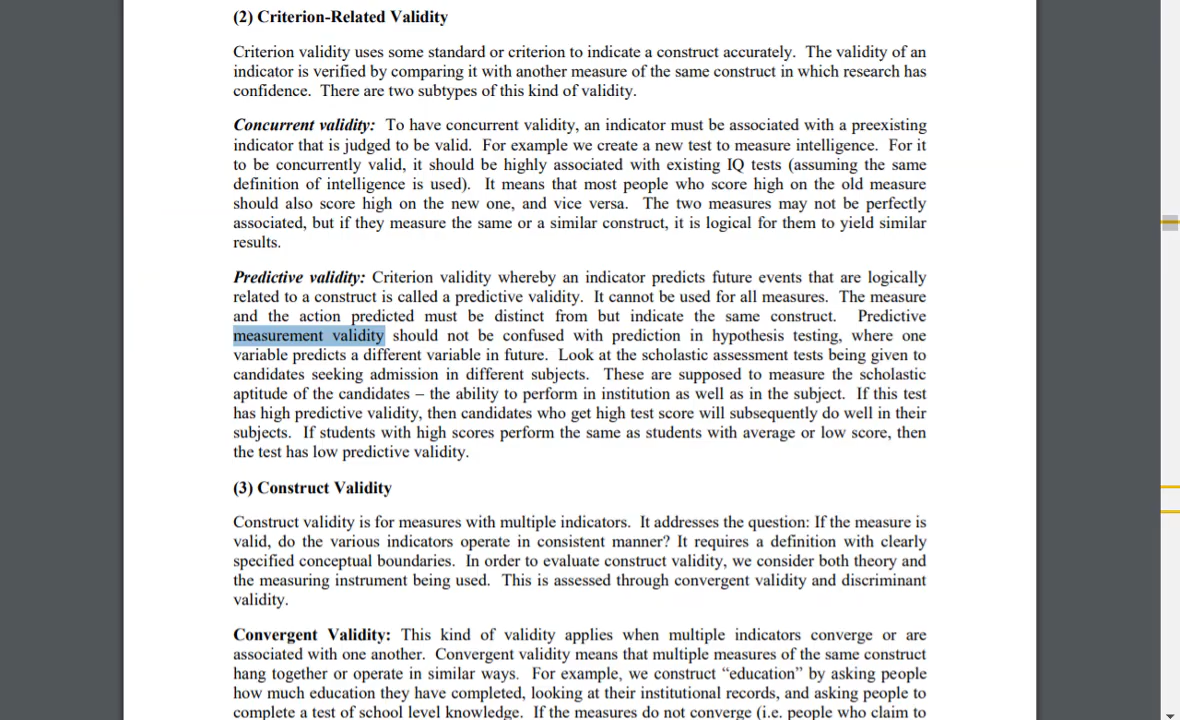 (2) Criterion-Related Validity
Criterion validity uses some standard or criterion to indicate a construct accurately. The validity of an
indicator is verified by comparing it with another measure of the same construct in which research has
confidence. There are two subtypes of this kind of validity.
Concurrent validity: To have concurrent validity, an indicator must be associated with a preexisting
indicator that is judged to be valid. For example we create a new test to measure intelligence. For it
to be concurrently valid, it should be highly associated with existing IQ tests (assuming the same
definition of intelligence is used). It means that most people who score high on the old measure
should also score high on the new one, and vice versa. The two measures may not be perfectly
associated, but if they measure the same or a similar construct, it is logical for them to yield similar
results.
Predictive validity: Criterion validity whereby an indicator predicts future events that are logically
related to a construct is called a predictive validity. It cannot be used for all measures. The measure
and the action predicted must be distinct from but indicate the same construct. Predictive
measurement validity should not be confused with prediction in hypothesis testing, where one
variable predicts a different variable in future. Look at the scholastic assessment tests being given to
candidates seeking admission in different subjects. These are supposed to measure the scholastic
aptitude of the candidates – the ability to perform in institution as well as in the subject. If this test
has high predictive validity, then candidates who get high test score will subsequently do well in their
subjects. If students with high scores perform the same as students with average or low score, then
the test has low predictive validity.
(3) Construct Validity
Construct validity is for measures with multiple indicators. It addresses the question: If the measure is
valid, do the various indicators operate in consistent manner? It requires a definition with clearly
specified conceptual boundaries. In order to evaluate construct validity, we consider both theory and
the measuring instrument being used. This is assessed through convergent validity and discriminant
validity.
Convergent Validity: This kind of validity applies when multiple indicators converge or are
associated with one another. Convergent validity means that multiple measures of the same construct
hang together or operate in similar ways. For example, we construct “education” by asking people
how much education they have completed, looking at their institutional records, and asking people to
complete a test of school level knowledge. If the measures do not converge (i.e. people who claim to